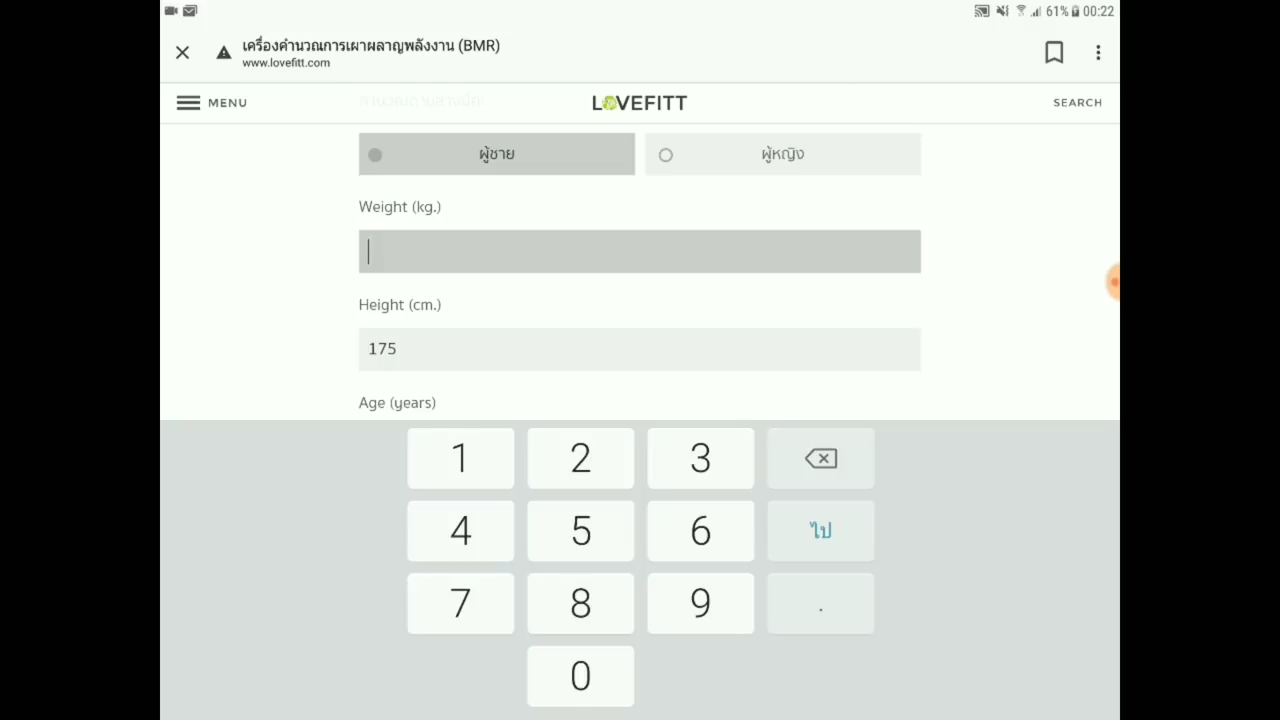 61% 00:22
เครื่องคำนวณการเผาผลาญพลังงาน (BMR)
www.lovefitt.com
MENU
LOVEFITT
SEARCH
ผู้ชาย
ผู้หญิง
Weight (kg.)
Height (cm.)
175
Age (years)
1 2 3
4 5 6 ไป
7 8 9 .
0